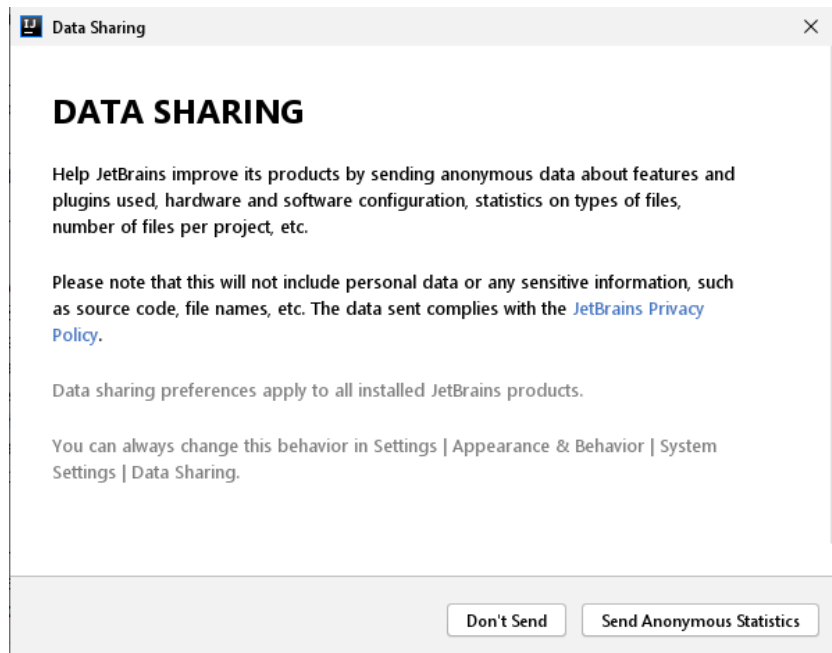 IJ
Data Sharing
DATA SHARING
Help JetBrains improve its products by sending anonymous data about features and
plugins used, hardware and software configuration, statistics on types of files,
number of files per project, etc.
Please note that this will not include personal data or any sensitive information, such
as source code, file names, etc. The data sent complies with the JetBrains Privacy
Policy.
Data sharing preferences apply to all installed JetBrains products.
You can always change this behavior in Settings | Appearance & Behavior | System
Settings | Data Sharing.
Don't Send
Send Anonymous Statistics